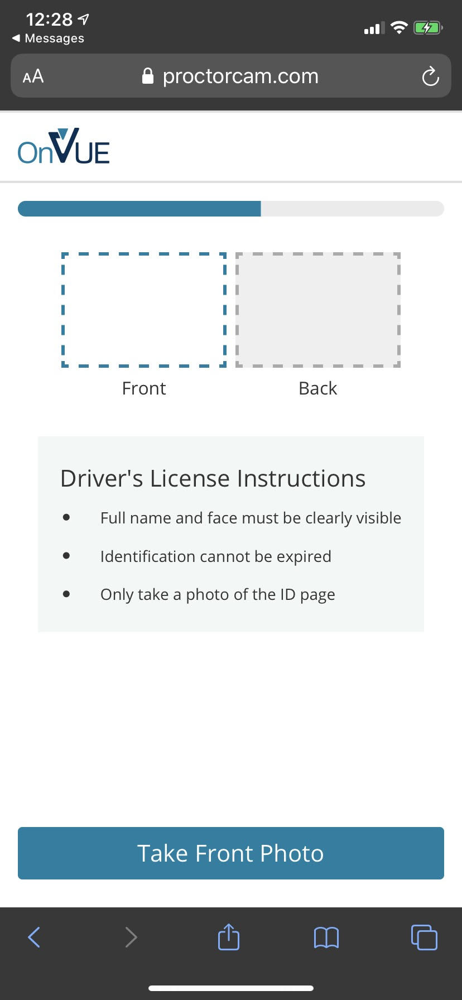 12:28
◀ Messages
AA proctorcam.com
OnVUE
Front Back
Driver's License Instructions
• Full name and face must be clearly visible
• Identification cannot be expired
• Only take a photo of the ID page
Take Front Photo